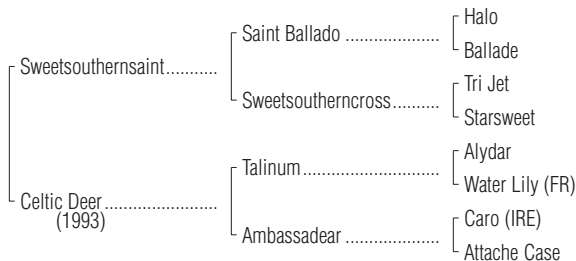 Halo
Saint Ballado ....................
Ballade
Sweetsouthernsaint...........
Tri Jet
Sweetsoutherncross..........
Starsweet
Alydar
Talinum.............................
Water Lily (FR)
Celtic Deer ........................
(1993)
Caro (IRE)
Ambassadear ....................
Attache Case